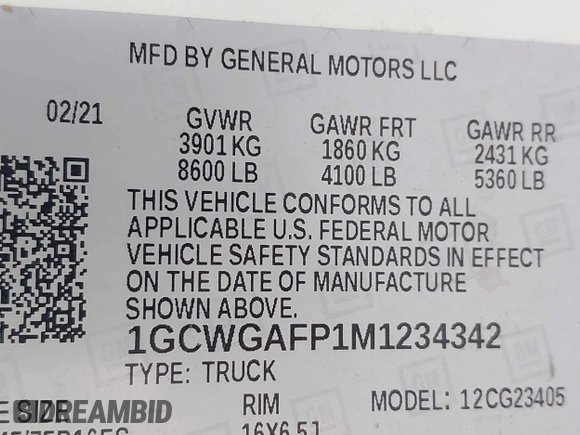 MFD BY GENERAL MOTORS LLC
02/21 GVWR GAWR FRT GAWR RR
3901 KG 1860 KG 2431 KG
8600 LB 4100 LB 5360 LB
THIS VEHICLE CONFORMS TO ALL
APPLICABLE U.S. FEDERAL MOTOR
VEHICLE SAFETY STANDARDS IN EFFECT
ON THE DATE OF MANUFACTURE
SHOWN ABOVE.
1GCWGAFP1M1234342
TYPE: TRUCK MODEL: 12CG23405
SIZE RIM
16X6.5J
IDREAMBID